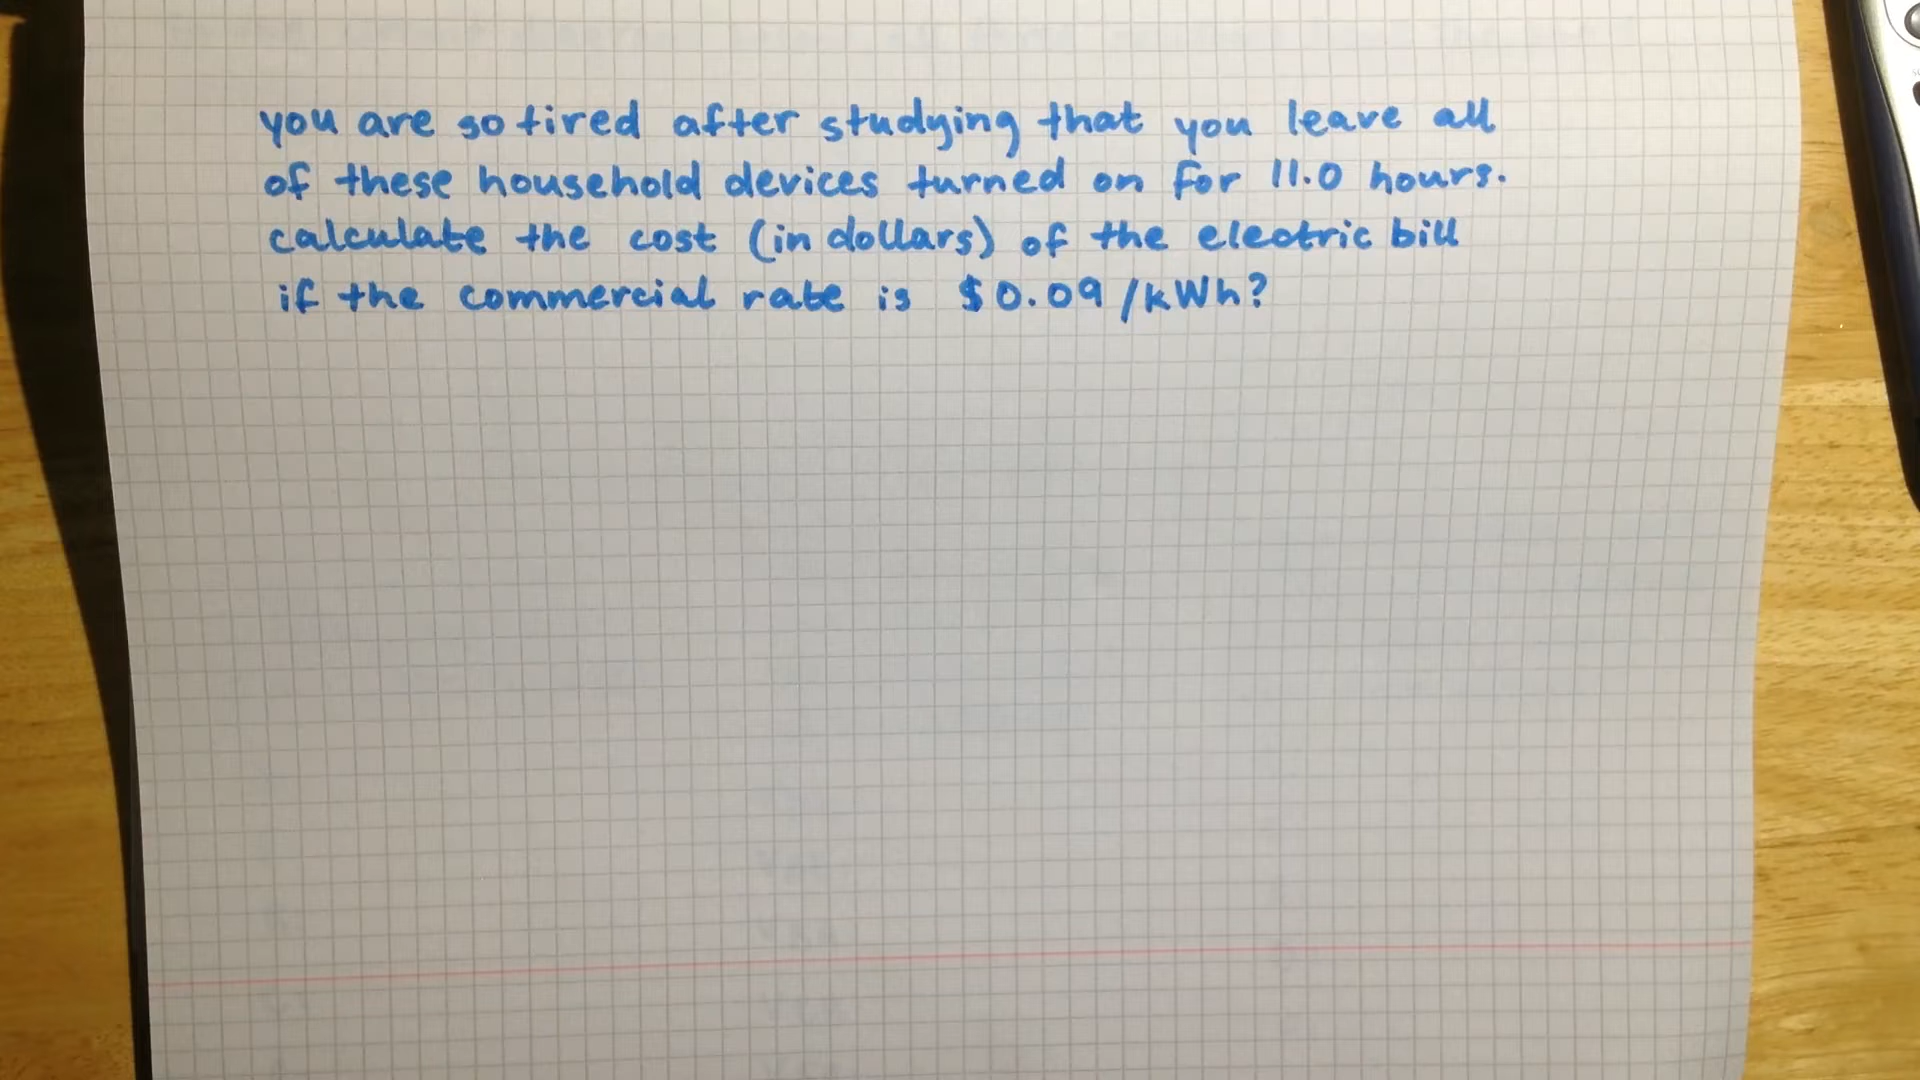 you are so tired after studying that you leave all
of these household devices turned on for 11.0 hours.
calculate the cost (in dollars) of the electric bill
if the commercial rate is $0.09/kWh?